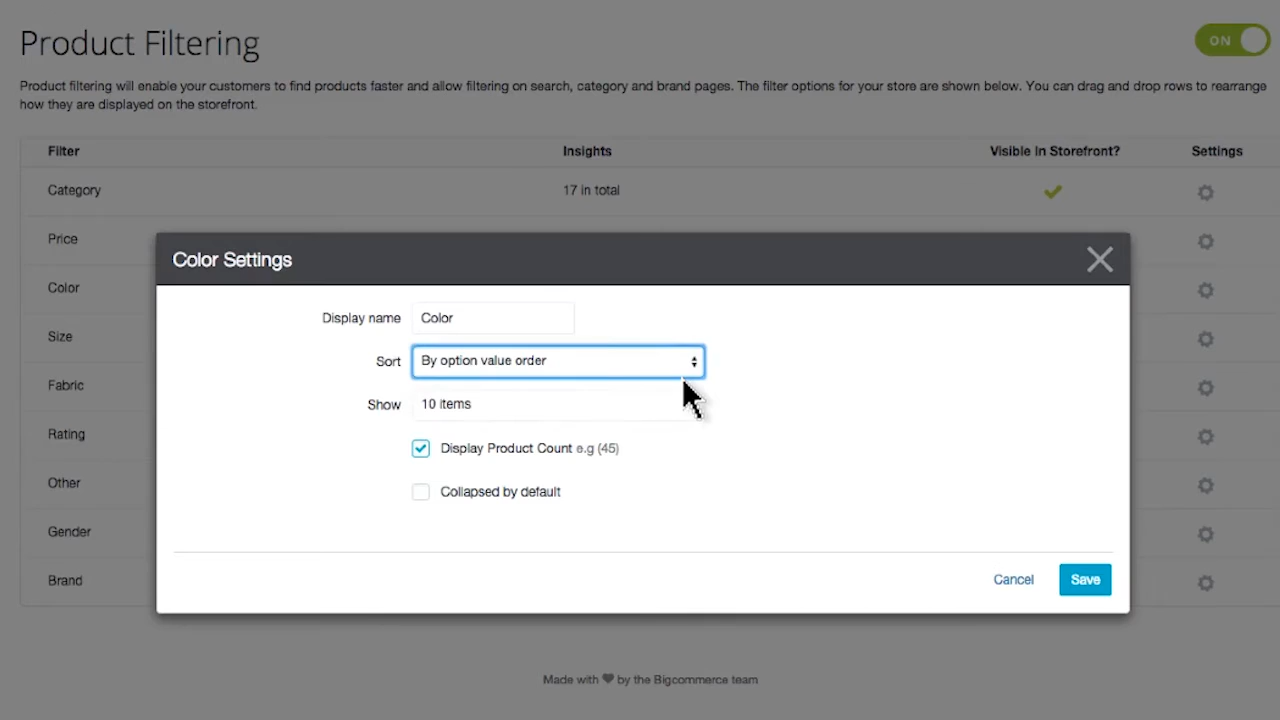 Product Filtering
ON
Product filtering will enable your customers to find products faster and allow filtering on search, category and brand pages. The filter options for your store are shown below. You can drag and drop rows to rearrange
how they are displayed on the storefront.
Filter Insights Visible In Storefront? Settings
Category 17 in total
Price
Color
Size
Fabric
Rating
Other
Gender
Brand
Color Settings
Display name Color
Sort By option value order
Show 10 items
Display Product Count e.g (45)
Collapsed by default
Cancel Save
Made with ♥ by the Bigcommerce team